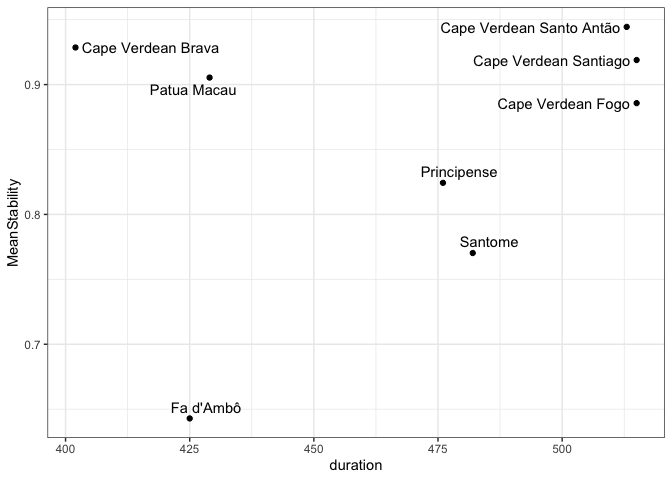 Cape Verdean Santo Antão
Cape Verdean Brava
Cape Verdean Santiago
0.9
Patua Macau
Cape Verdean Fogo
Principense
0.8
Santome
MeanStability
0.7
Fa d'Ambô
400
425
450
475
500
duration